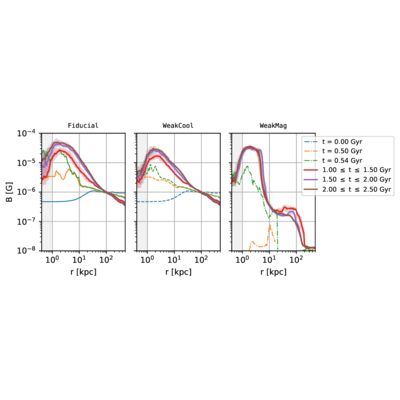 Fiducial WeakCool WeakMag
10⁻⁴
10⁻⁵
10⁻⁶
10⁻⁷
10⁻⁸
B [G]
10⁰ 10¹ 10² 10⁰ 10¹ 10² 10⁰ 10¹ 10²
r [kpc] r [kpc] r [kpc]
t = 0.00 Gyr
t = 0.50 Gyr
t = 0.54 Gyr
1.00 ≤ t ≤ 1.50 Gyr
1.50 ≤ t ≤ 2.00 Gyr
2.00 ≤ t ≤ 2.50 Gyr